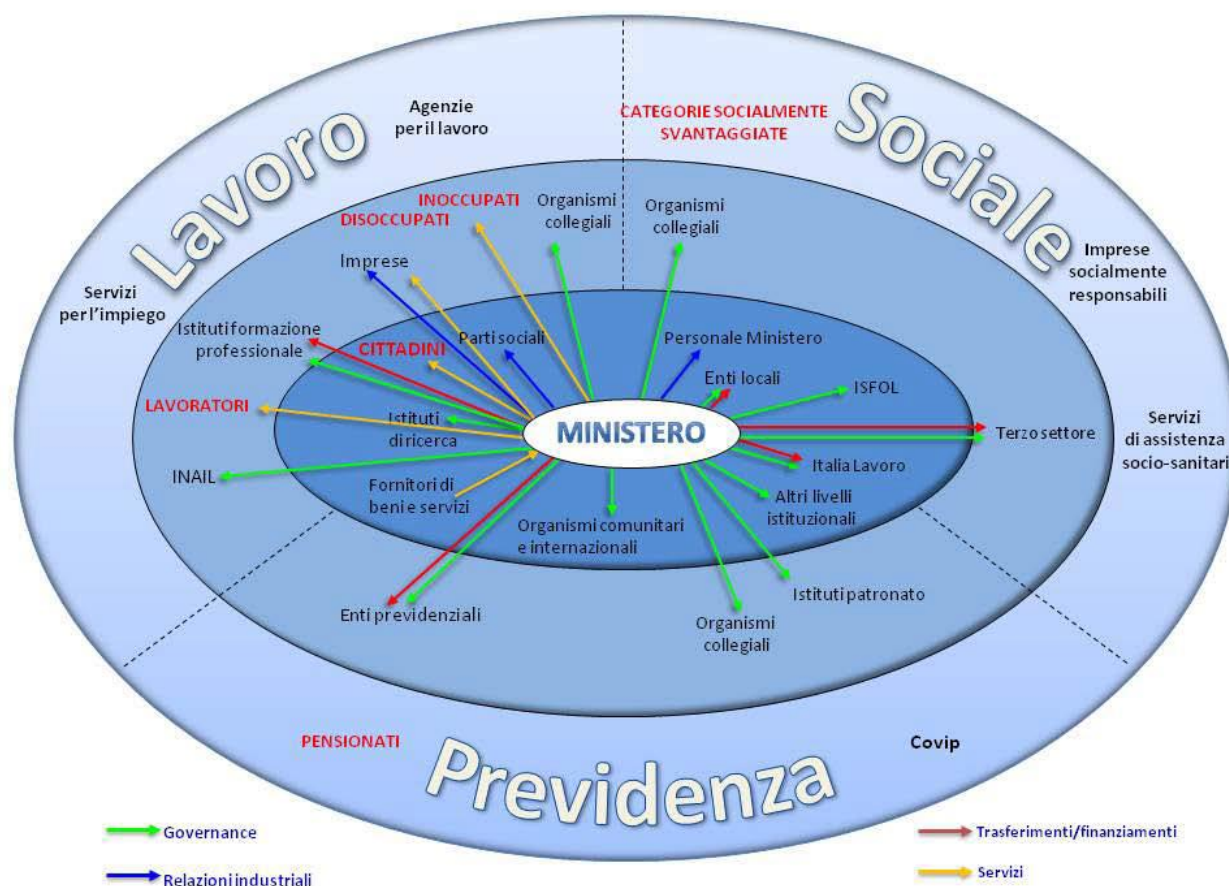 Lavoro
Sociale
Agenzie
per il lavoro
CATEGORIE SOCIALMENTE
SVANTAGGIATE
INOCCUPATI
DISOCCUPATI
Organismi
collegiali
Organismi
collegiali
Imprese
Imprese
socialmente
responsabili
Servizi
per l'impiego
Istituti formazione
professionale
Parti sociali
Personale Ministero
CITTADINI
Enti locali
ISFOL
LAVORATORI
Istituti
di ricerca
MINISTERO
Terzo settore
Servizi
di assistenza
socio-sanitari
INAIL
Fornitori di
beni e servizi
Italia Lavoro
Altri livelli
istituzionali
Organismi comunitari
e internazionali
Enti previdenziali
Istituti patronato
Organismi
collegiali
PENSIONATI
Covip
Previdenza
Governance
Trasferimenti/finanziamenti
Relazioni industriali
Servizi